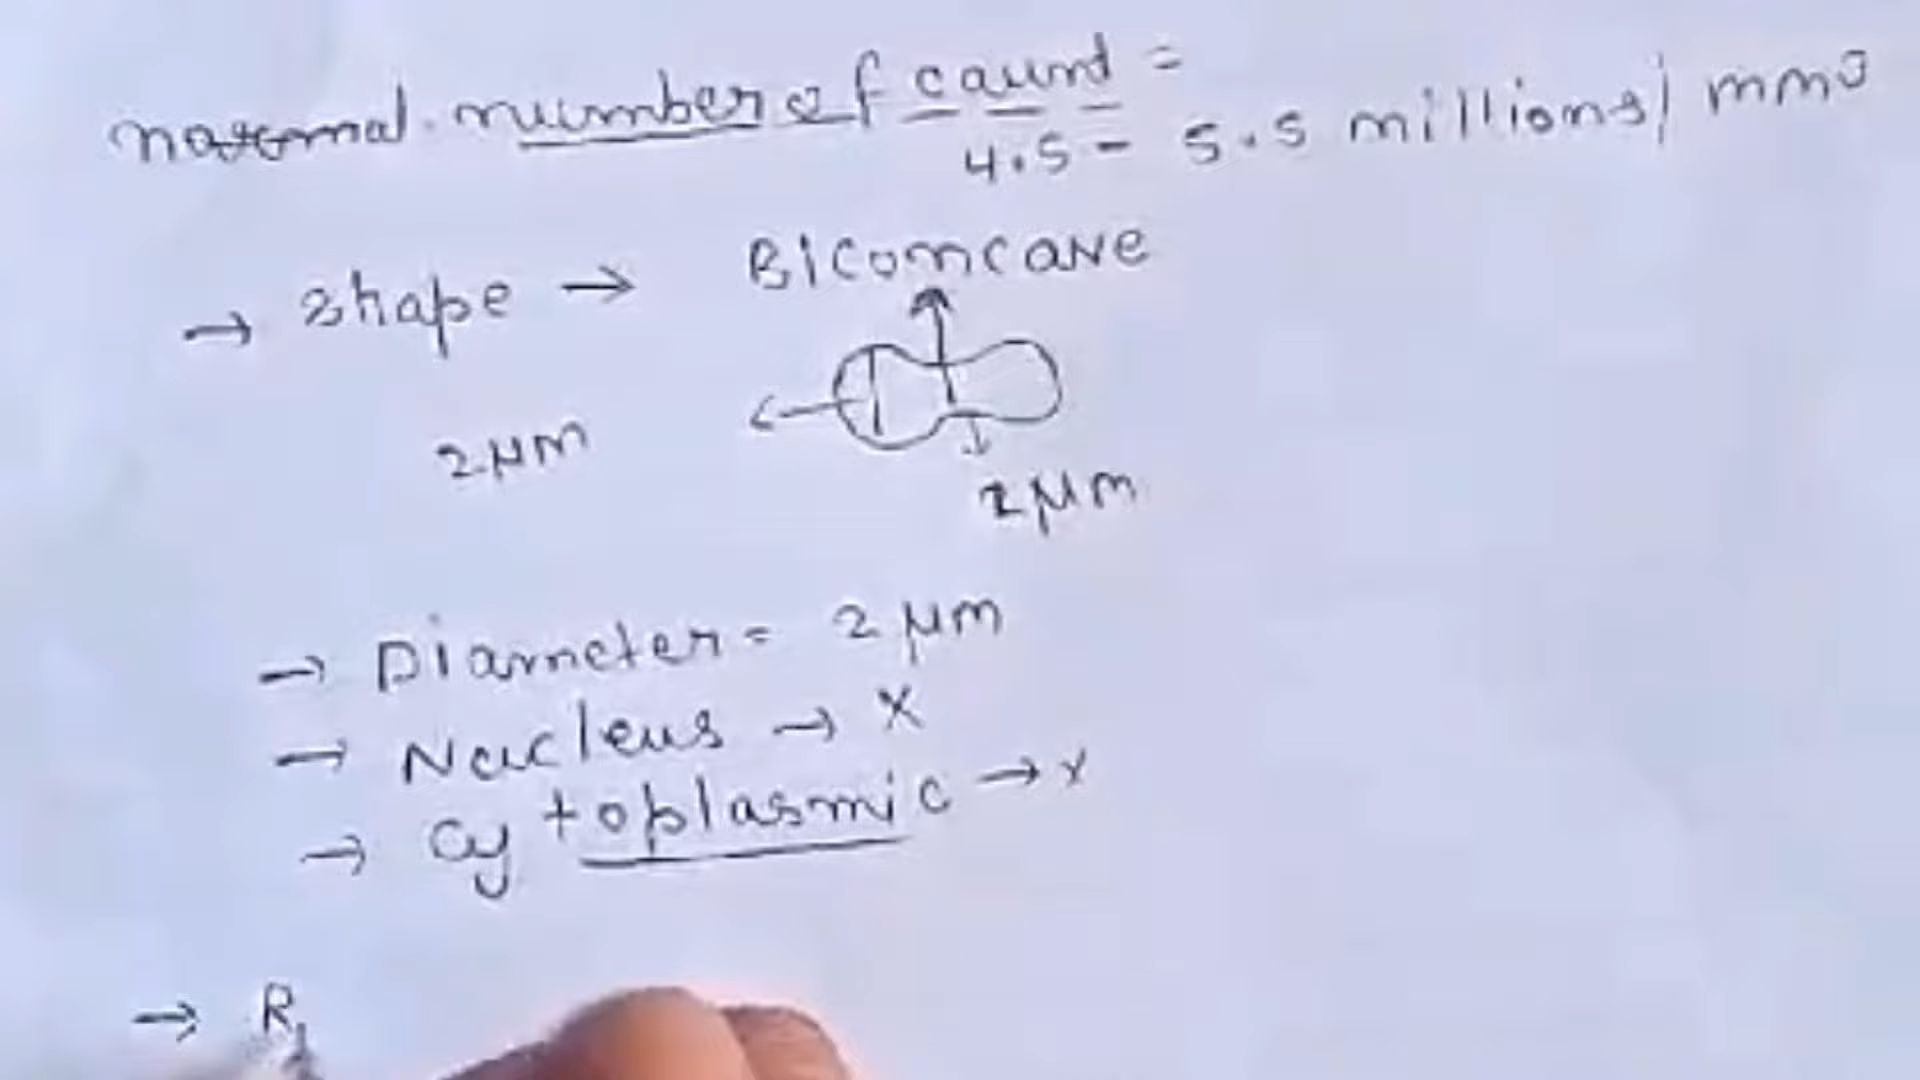 normal number of caunt =
4.5 - 5.5 millions/mm3
→ shape → Biconcave
2 μm
2 μm
→ Diameter = 2 μm
→ Nucleus → x
→ Cytoplasmic → x
→ R